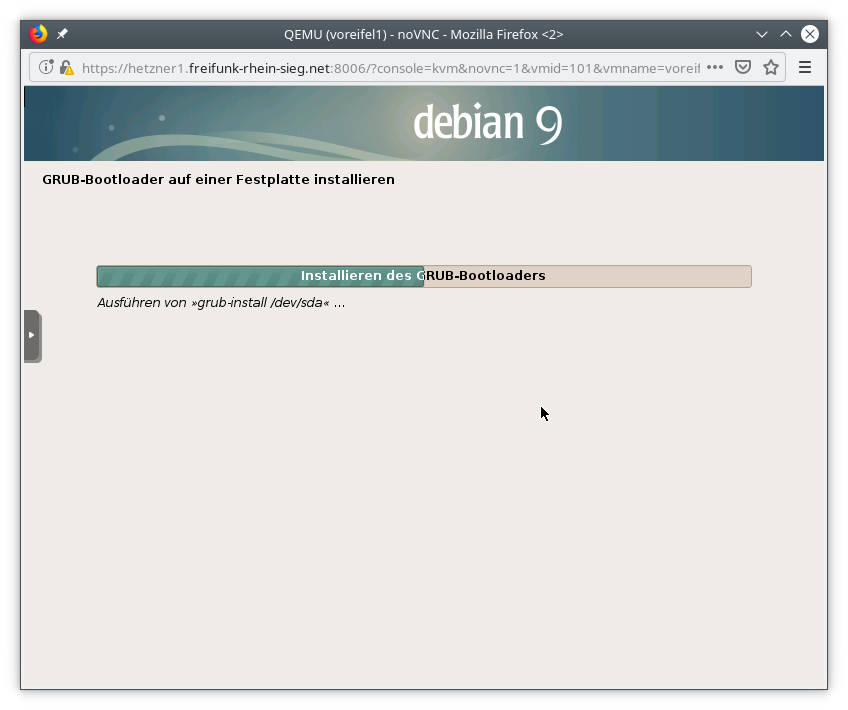 QEMU (voreifel1) - noVNC - Mozilla Firefox <2>
https://hetzner1.freifunk-rhein-sieg.net:8006/?console=kvm&novnc=1&vmid=101&vmname=voreif
debian 9
GRUB-Bootloader auf einer Festplatte installieren
Installieren des GRUB-Bootloaders
Ausführen von »grub-install /dev/sda« ...